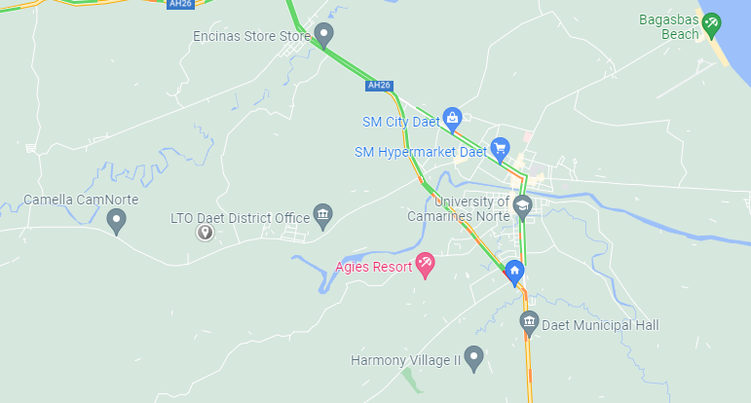 AH26
Bagasbas
Beach
Encinas Store Store
AH26
SM City Daet
SM Hypermarket Daet
Camella CamNorte
University of
Camarines Norte
LTO Daet District Office
Agies Resort
Daet Municipal Hall
Harmony Village II